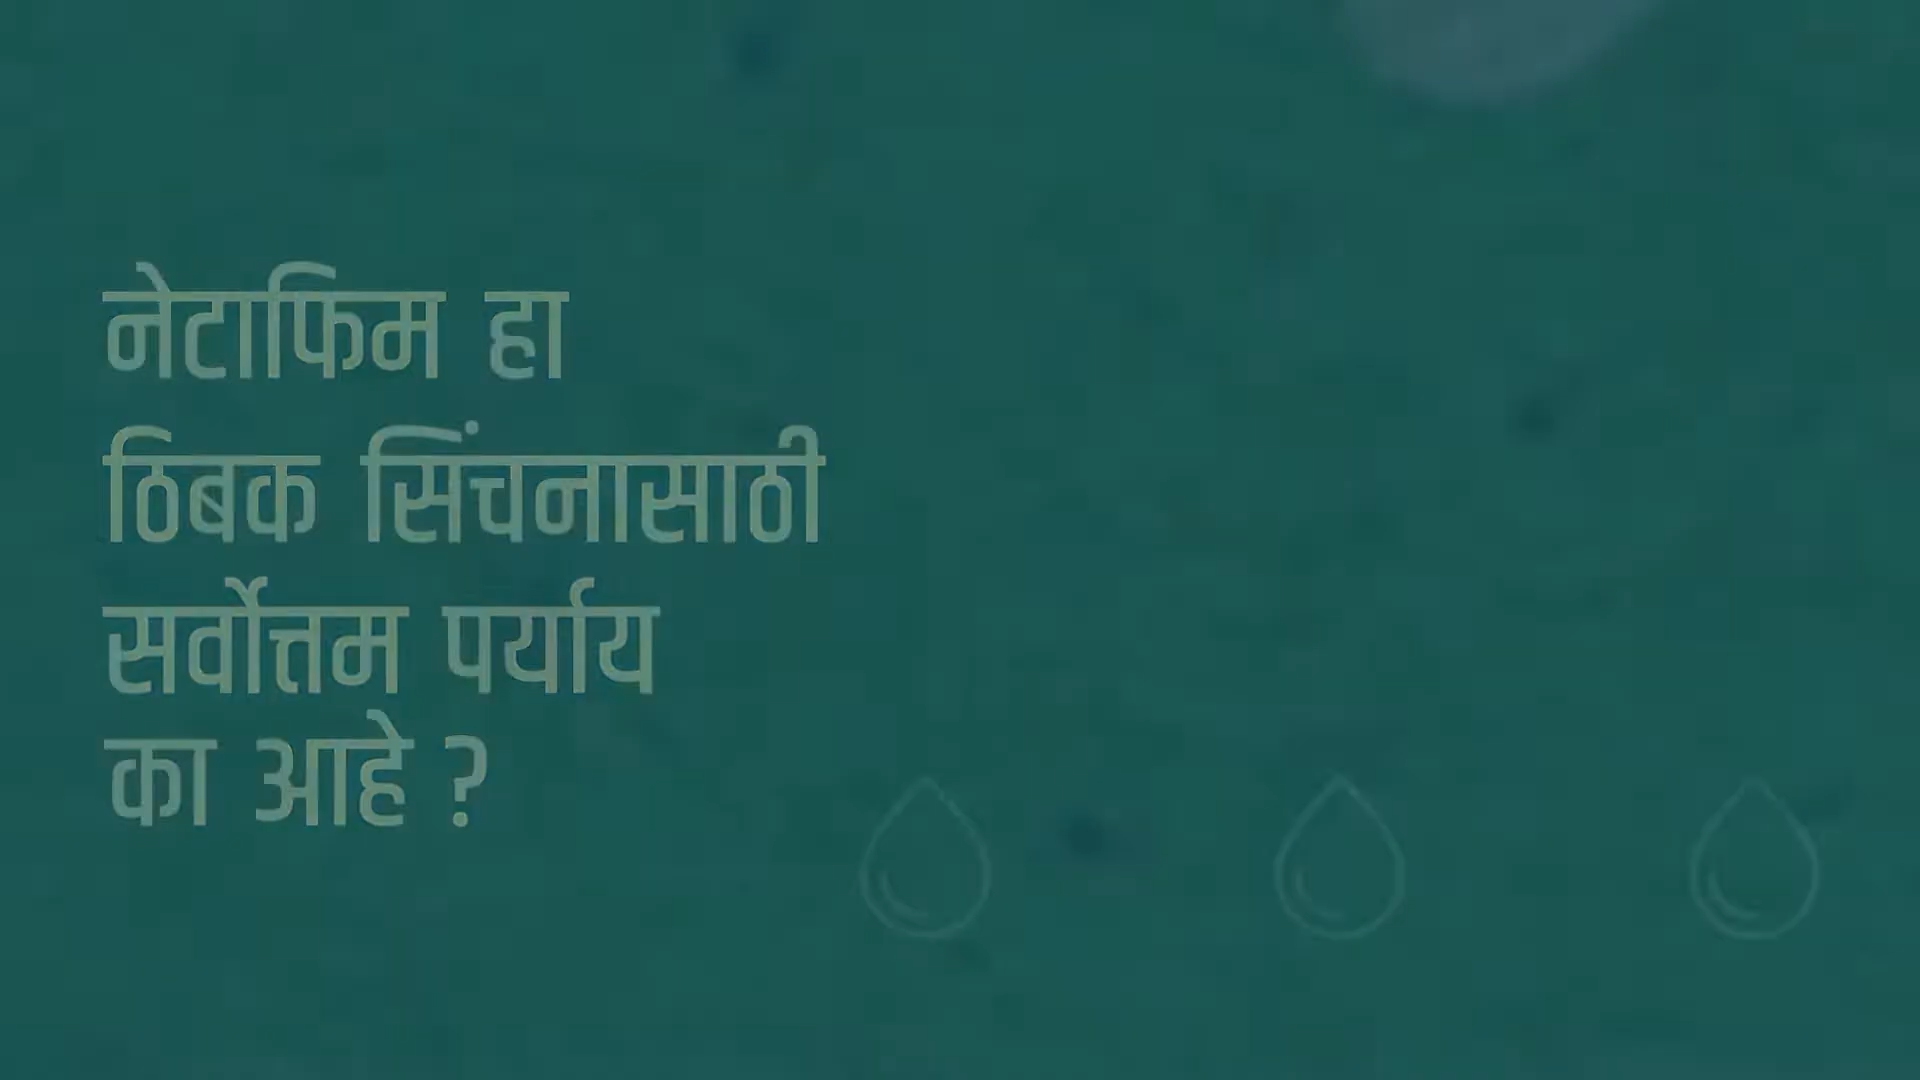 नेटाफिम हा
ठिबक सिंचनासाठी
सर्वोत्तम पर्याय
का आहे ?